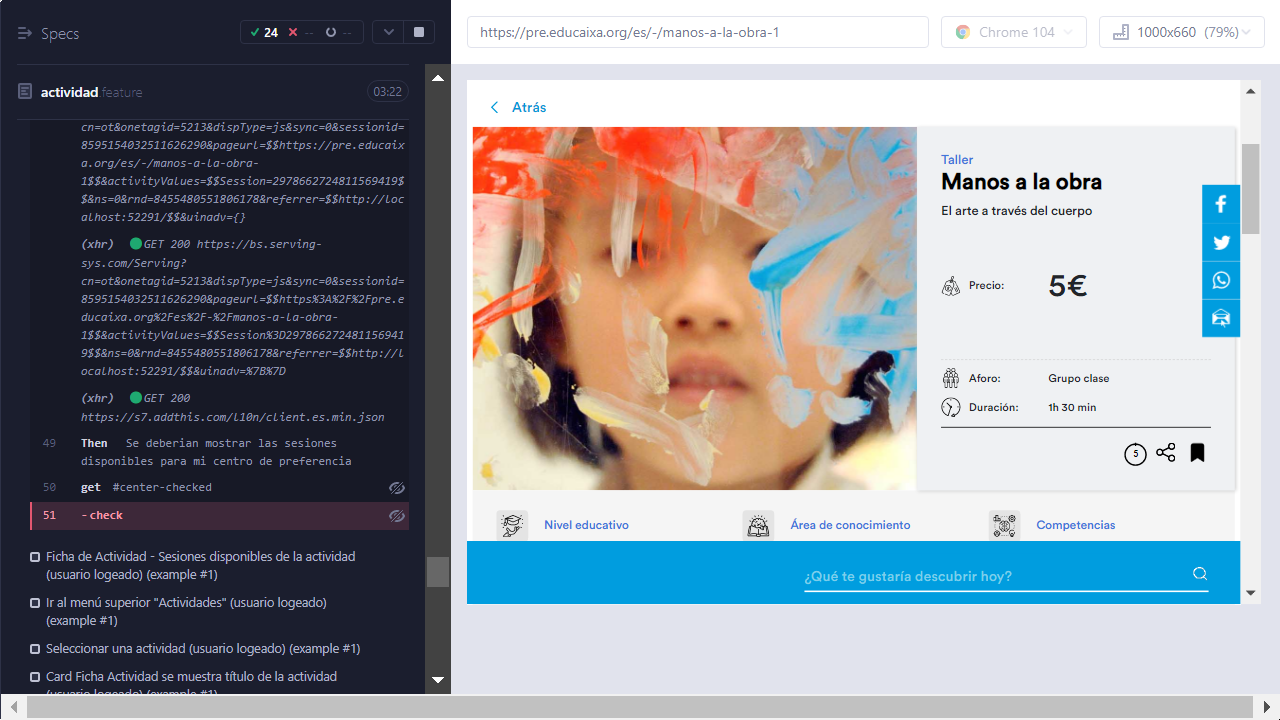 Specs
24
--
--
https://pre.educaixa.org/es/-/manos-a-la-obra-1
Chrome 104
1000x660 (79%)
actividad.feature
03:22
cn=ot&onetagid=5213&dispType=js&sync=0&sessionid=
8595154032511626290&pageurl=$$https://pre.educaix
a.org/es/-/manos-a-la-obra-
1$$&activityValues=$$Session=2978662724811569419$
$&ns=0&rnd=8455480551806178&referrer=$$http://loc
alhost:52291/$$&uinadv={}
(xhr) GET 200 https://bs.serving-
sys.com/Serving?
cn=ot&onetagid=5213&dispType=js&sync=0&sessionid=
8595154032511626290&pageurl=$$https%3A%2F%2Fpre.e
ducaixa.org%2Fes%2F-%2Fmanos-a-la-obra-
1$$&activityValues=$$Session%3D297866272481156941
9$$&ns=0&rnd=8455480551806178&referrer=$$http://l
ocalhost:52291/$$&uinadv=%7B%7D
(xhr) GET 200
https://s7.addthis.com/l10n/client.es.min.json
49 Then Se deberian mostrar las sesiones
disponibles para mi centro de preferencia
50 get #center-checked
51 -check
Ficha de Actividad - Sesiones disponibles de la actividad
(usuario logeado) (example #1)
Ir al menú superior "Actividades" (usuario logeado)
(example #1)
Seleccionar una actividad (usuario logeado) (example #1)
Card Ficha Actividad se muestra título de la actividad
(usuario logeado) (example #1)
Atrás
Taller
Manos a la obra
El arte a través del cuerpo
Precio: 5€
Aforo: Grupo clase
Duración: 1h 30 min
5
Nivel educativo
Área de conocimiento
Competencias
¿Qué te gustaría descubrir hoy?